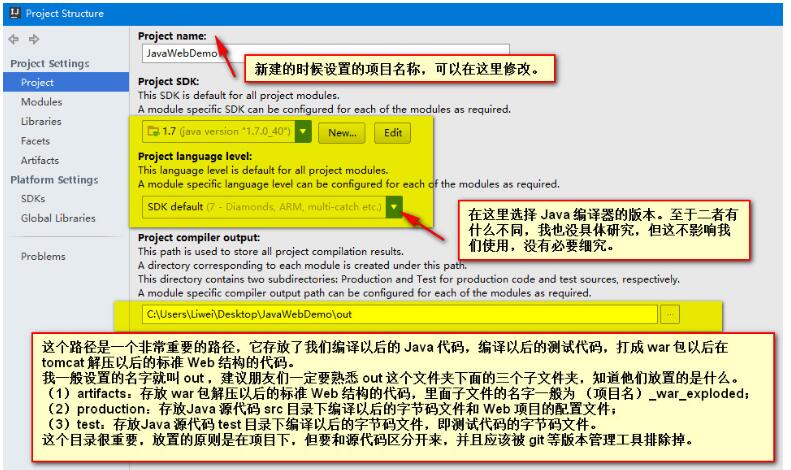 Project Structure
Project name:
JavaWebDemo
新建的时候设置的项目名称，可以在这里修改。
Project Settings
Project
Modules
Libraries
Facets
Artifacts
Platform Settings
SDKs
Global Libraries
Problems
Project SDK:
This SDK is default for all project modules.
A module specific SDK can be configured for each of the modules as required.
1.7 (java version "1.7.0_40")
New...
Edit
Project language level:
This language level is default for all project modules.
A module specific language level can be configured for each of the modules as required.
SDK default (7 - Diamonds, ARM, multi-catch etc.)
在这里选择 Java 编译器的版本。至于二者有
什么不同，我也没具体研究，但这不影响我
们使用，没有必要细究。
Project compiler output:
This path is used to store all project compilation results.
A directory corresponding to each module is created under this path.
This directory contains two subdirectories: Production and Test for production code and test sources, respectively.
A module specific compiler output path can be configured for each of the modules as required.
C:\Users\Liwei\Desktop\JavaWebDemo\out
...
这个路径是一个非常重要的路径，它存放了我们编译以后的 Java 代码，编译以后的测试代码，打成 war 包以后在
tomcat 解压以后的标准 Web 结构的代码。
我一般设置的名字就叫 out ，建议朋友们一定要熟悉 out 这个文件夹下面的三个子文件夹，知道他们放置的是什么。
（1）artifacts：存放 war 包解压以后的标准 Web 结构的代码，里面子文件的名字一般为 （项目名）_war_exploded；
（2）production：存放Java 源代码 src 目录下编译以后的字节码文件和 Web 项目的配置文件；
（3）test：存放Java 源代码 test 目录下编译以后的字节码文件，即测试代码的字节码文件。
这个目录很重要，放置的原则是在项目下，但要和源代码区分开来，并且应该被 git 等版本管理工具排除掉。